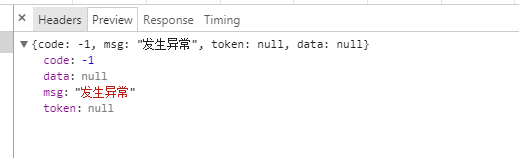 × Headers Preview Response Timing
▼{code: -1, msg: "发生异常", token: null, data: null}
code: -1
data: null
msg: "发生异常"
token: null